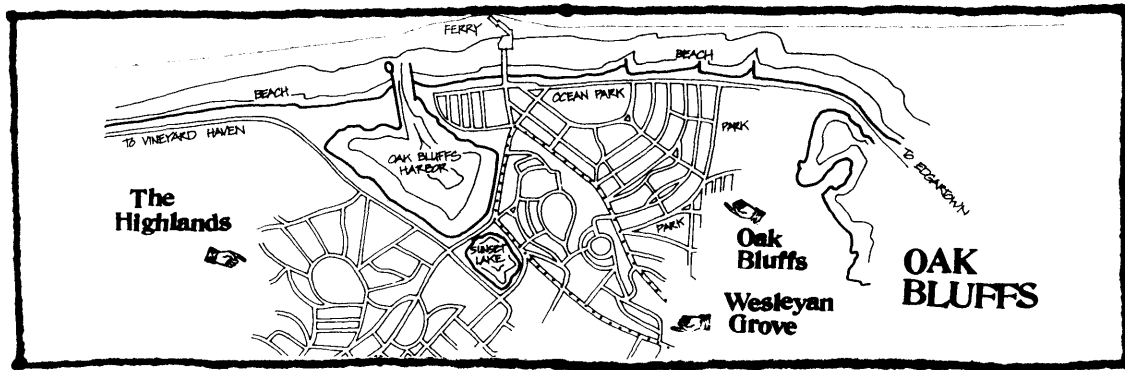 FERRY
BEACH
BEACH
OCEAN PARK
PARK
TO VINEYARD HAVEN
OAK BLUFFS
HARBOR
TO EDGARTOWN
The
Highlands
PARK
SUNSET
LAKE
Oak
Bluffs
OAK
BLUFFS
Wesleyan
Grove